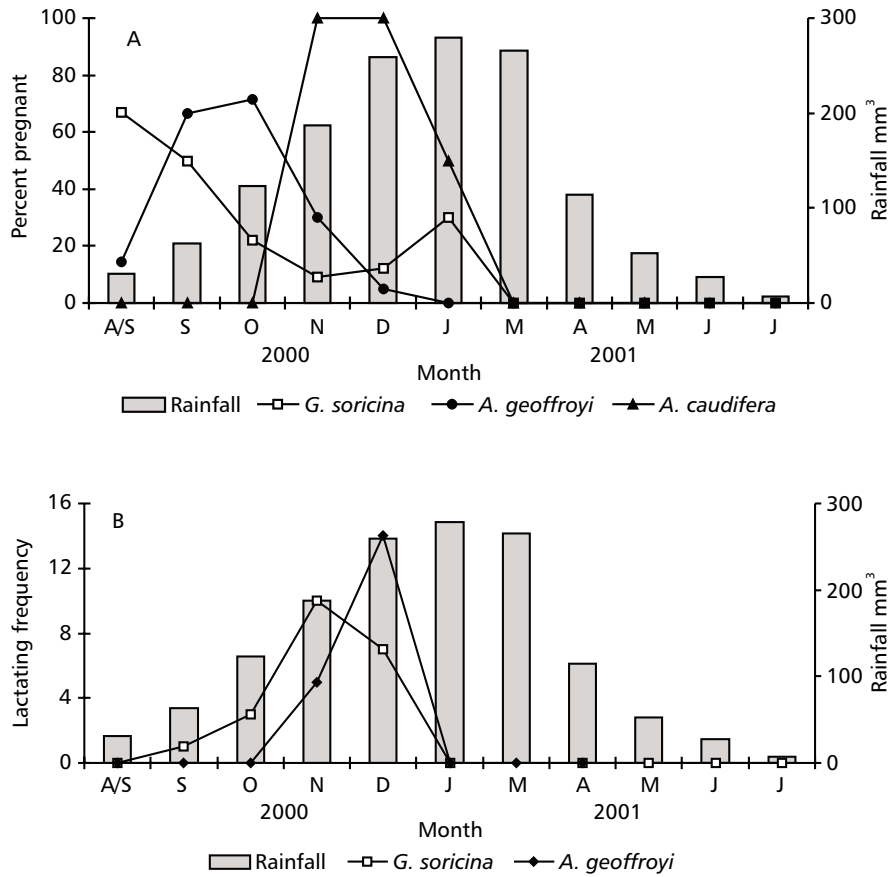 100
80
60
40
20
0
Percent pregnant
A
300
200
100
0
Rainfall mm³
A/S S O N D J M A M J J
2000 2001
Month
Rainfall G. soricina A. geoffroyi A. caudifera
16
12
8
4
0
Lactating frequency
B
300
200
100
0
Rainfall mm³
A/S S O N D J M A M J J
2000 2001
Month
Rainfall G. soricina A. geoffroyi